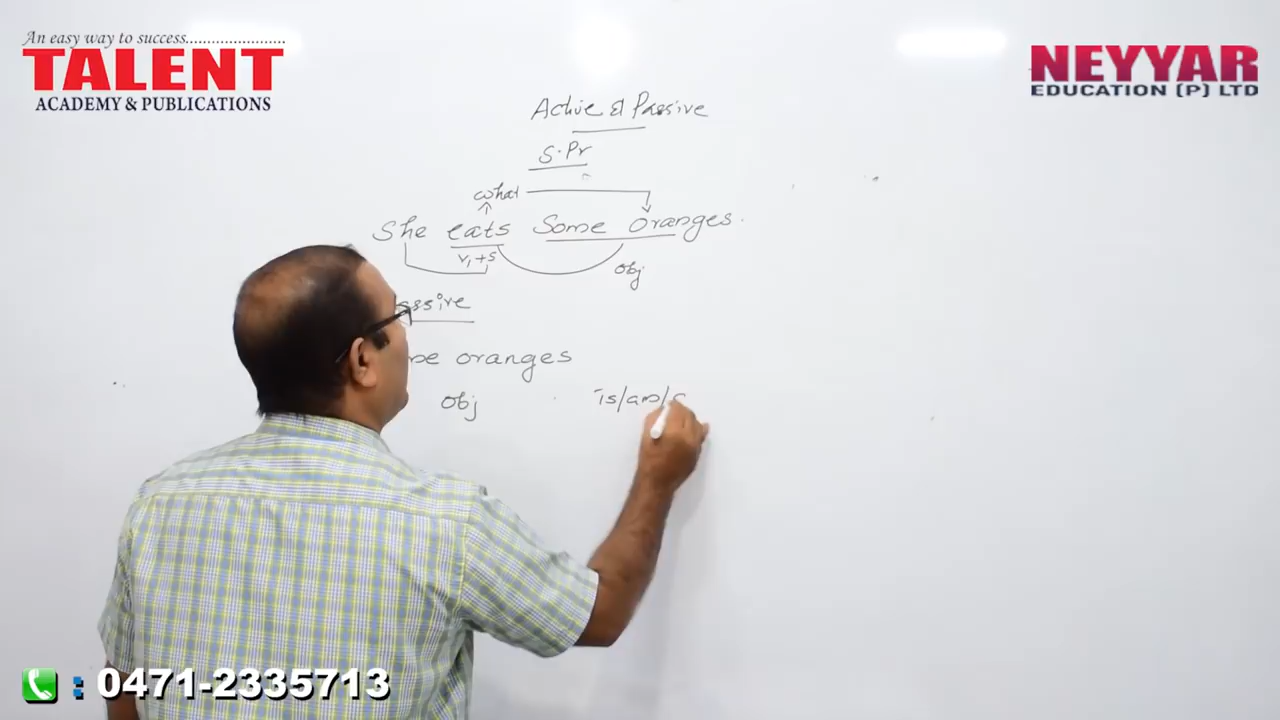 An easy way to success.......................
TALENT
ACADEMY & PUBLICATIONS
NEYYAR
EDUCATION (P) LTD
Active & Passive
S.Pr
what
She eats Some oranges.
V₁+S
obj
oranges
obj is/am/
: 0471-2335713